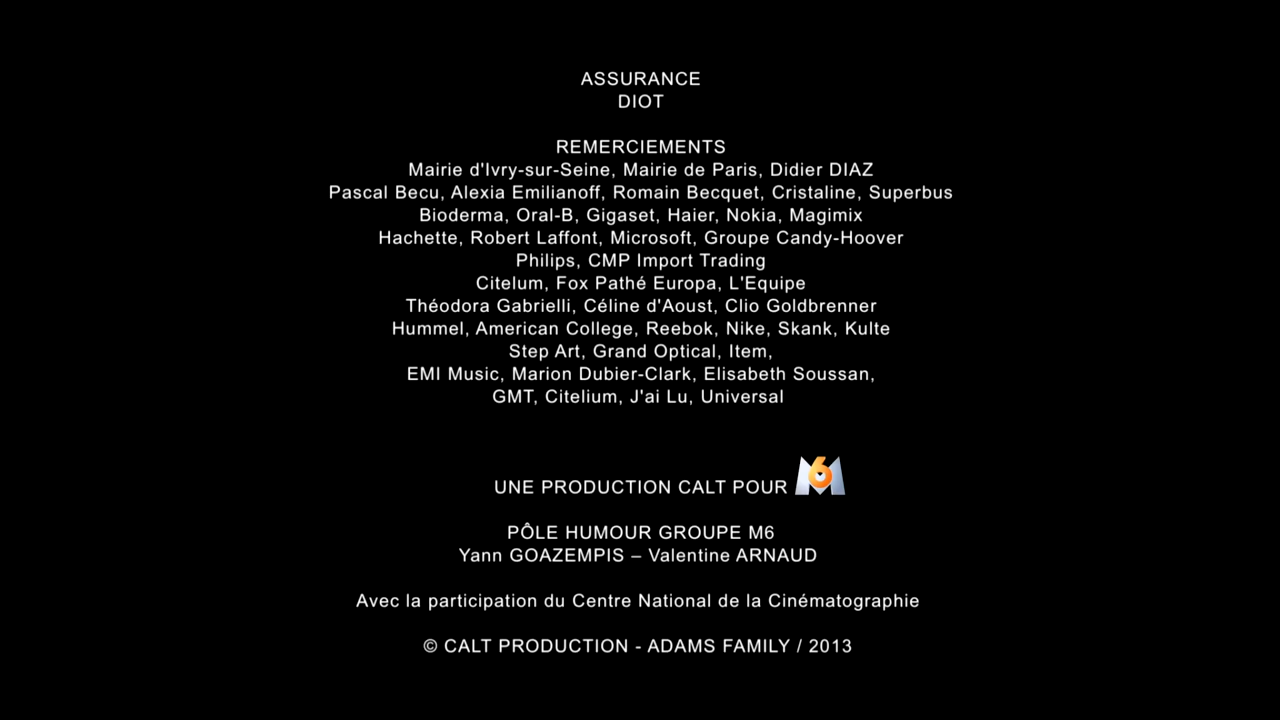 ASSURANCE
DIOT
REMERCIEMENTS
Mairie d'Ivry-sur-Seine, Mairie de Paris, Didier DIAZ
Pascal Becu, Alexia Emilianoff, Romain Becquet, Cristaline, Superbus
Bioderma, Oral-B, Gigaset, Haier, Nokia, Magimix
Hachette, Robert Laffont, Microsoft, Groupe Candy-Hoover
Philips, CMP Import Trading
Citelum, Fox Pathé Europa, L'Equipe
Théodora Gabrielli, Céline d'Aoust, Clio Goldbrenner
Hummel, American College, Reebok, Nike, Skank, Kulte
Step Art, Grand Optical, Item,
EMI Music, Marion Dubier-Clark, Elisabeth Soussan,
GMT, Citelium, J'ai Lu, Universal
UNE PRODUCTION CALT POUR M6
PÔLE HUMOUR GROUPE M6
Yann GOAZEMPIS – Valentine ARNAUD
Avec la participation du Centre National de la Cinématographie
© CALT PRODUCTION - ADAMS FAMILY / 2013